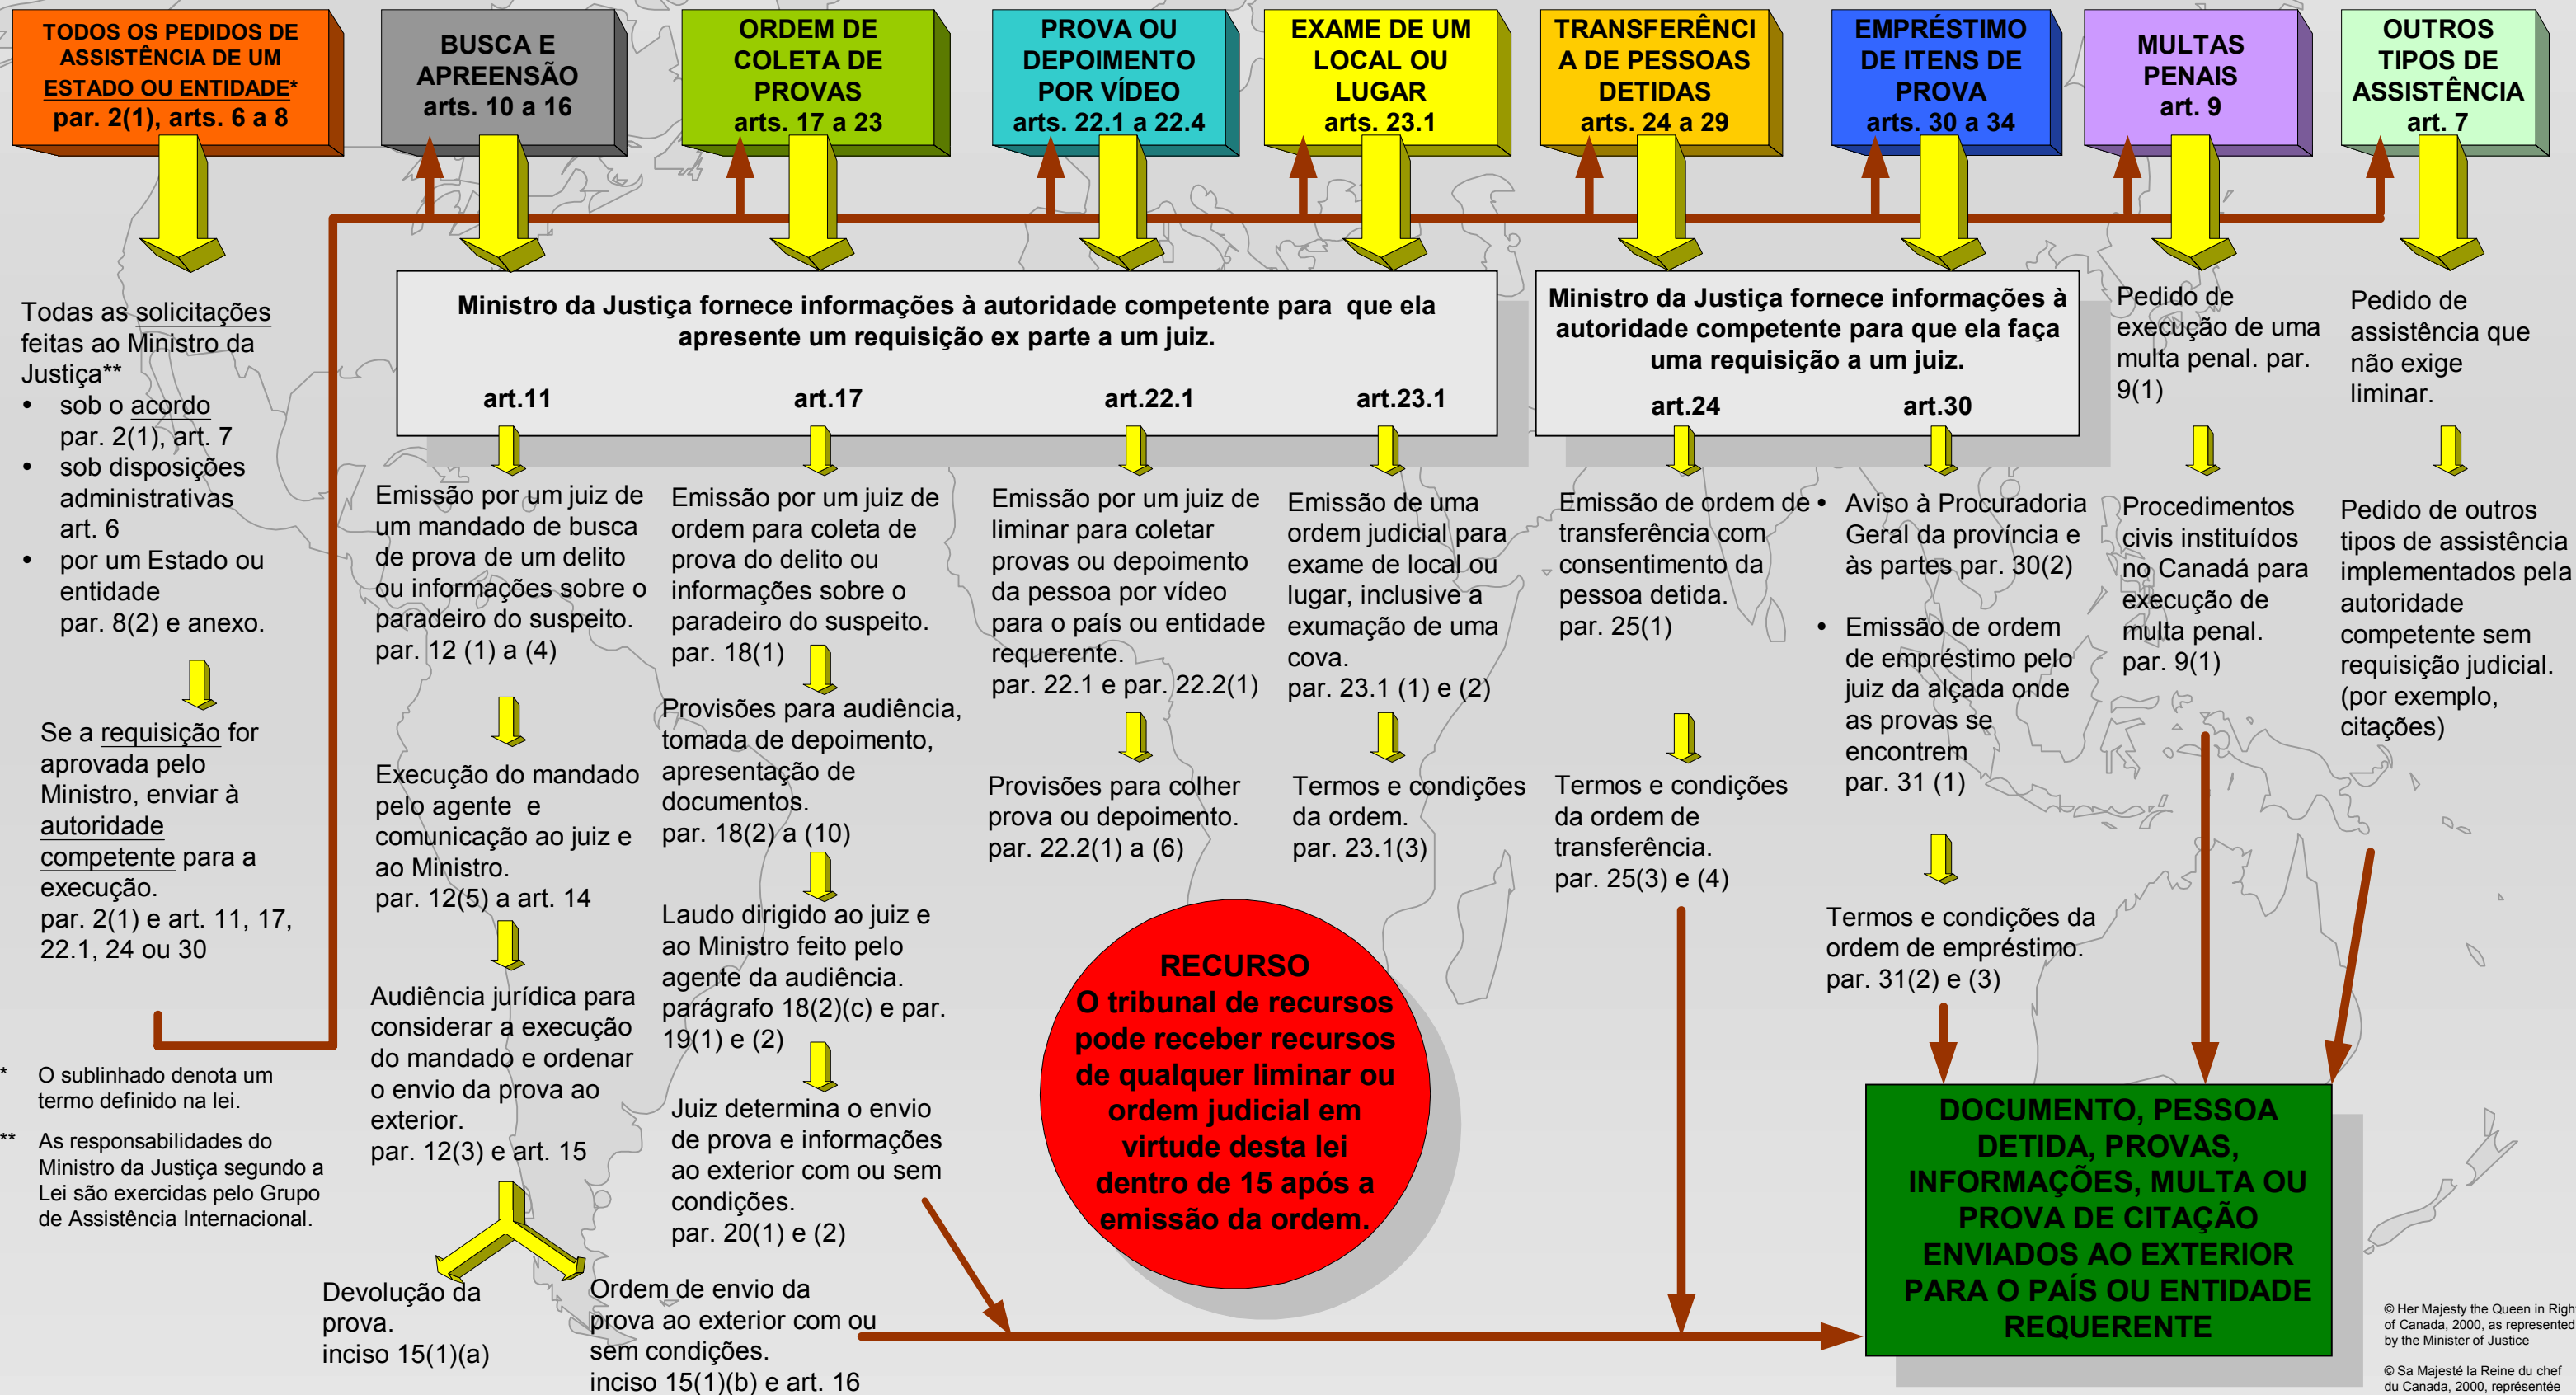 TODOS OS PEDIDOS DE
ASSISTÊNCIA DE UM
ESTADO OU ENTIDADE*
par. 2(1), arts. 6 a 8
BUSCA E
APREENSÃO
arts. 10 a 16
ORDEM DE
COLETA DE
PROVAS
arts. 17 a 23
PROVA OU
DEPOIMENTO
POR VÍDEO
arts. 22.1 a 22.4
EXAME DE UM
LOCAL OU
LUGAR
arts. 23.1
TRANSFERÊNCI
A DE PESSOAS
DETIDAS
arts. 24 a 29
EMPRÉSTIMO
DE ITENS DE
PROVA
arts. 30 a 34
MULTAS
PENAIS
art. 9
OUTROS
TIPOS DE
ASSISTÊNCIA
art. 7
Todas as solicitações
feitas ao Ministro da
Justiça**
• sob o acordo
par. 2(1), art. 7
• sob disposições
administrativas
art. 6
• por um Estado ou
entidade
par. 8(2) e anexo.
Se a requisição for
aprovada pelo
Ministro, enviar à
autoridade
competente para a
execução.
par. 2(1) e art. 11, 17,
22.1, 24 ou 30
* O sublinhado denota um
termo definido na lei.
** As responsabilidades do
Ministro da Justiça segundo a
Lei são exercidas pelo Grupo
de Assistência Internacional.
Ministro da Justiça fornece informações à autoridade competente para que ela
apresente um requisição ex parte a um juiz.
art.11
art.17
art.22.1
art.23.1
Ministro da Justiça fornece informações à
autoridade competente para que ela faça
uma requisição a um juiz.
art.24
art.30
Pedido de
execução de uma
multa penal. par.
9(1)
Pedido de
assistência que
não exige
liminar.
Emissão por um juiz de
um mandado de busca
de prova de um delito
ou informações sobre o
paradeiro do suspeito.
par. 12 (1) a (4)
Execução do mandado
pelo agente e
comunicação ao juiz e
ao Ministro.
par. 12(5) a art. 14
Audiência jurídica para
considerar a execução
do mandado e ordenar
o envio da prova ao
exterior.
par. 12(3) e art. 15
Devolução da
prova.
inciso 15(1)(a)
Ordem de envio da
prova ao exterior com ou
sem condições.
inciso 15(1)(b) e art. 16
Emissão por um juiz de
ordem para coleta de
prova do delito ou
informações sobre o
paradeiro do suspeito.
par. 18(1)
Provisões para audiência,
tomada de depoimento,
apresentação de
documentos.
par. 18(2) a (10)
Laudo dirigido ao juiz e
ao Ministro feito pelo
agente da audiência.
parágrafo 18(2)(c) e par.
19(1) e (2)
Juiz determina o envio
de prova e informações
ao exterior com ou sem
condições.
par. 20(1) e (2)
Emissão por um juiz de
liminar para coletar
provas ou depoimento
da pessoa por vídeo
para o país ou entidade
requerente.
par. 22.1 e par. 22.2(1)
Provisões para colher
prova ou depoimento.
par. 22.2(1) a (6)
Emissão de uma
ordem judicial para
exame de local ou
lugar, inclusive a
exumação de uma
cova.
par. 23.1 (1) e (2)
Termos e condições
da ordem.
par. 23.1(3)
RECURSO
O tribunal de recursos
pode receber recursos
de qualquer liminar ou
ordem judicial em
virtude desta lei
dentro de 15 após a
emissão da ordem.
Emissão de ordem de
transferência com
consentimento da
pessoa detida.
par. 25(1)
Termos e condições
da ordem de
transferência.
par. 25(3) e (4)
• Aviso à Procuradoria
Geral da província e
às partes par. 30(2)
• Emissão de ordem
de empréstimo pelo
juiz da alçada onde
as provas se
encontrem
par. 31 (1)
Termos e condições da
ordem de empréstimo.
par. 31(2) e (3)
Procedimentos
civis instituídos
no Canadá para
execução de
multa penal.
par. 9(1)
Pedido de outros
tipos de assistência
implementados pela
autoridade
competente sem
requisição judicial.
(por exemplo,
citações)
DOCUMENTO, PESSOA
DETIDA, PROVAS,
INFORMAÇÕES, MULTA OU
PROVA DE CITAÇÃO
ENVIADOS AO EXTERIOR
PARA O PAÍS OU ENTIDADE
REQUERENTE
© Her Majesty the Queen in Righ
of Canada, 2000, as represented
by the Minister of Justice
© Sa Majesté la Reine du chef
du Canada, 2000, représentée